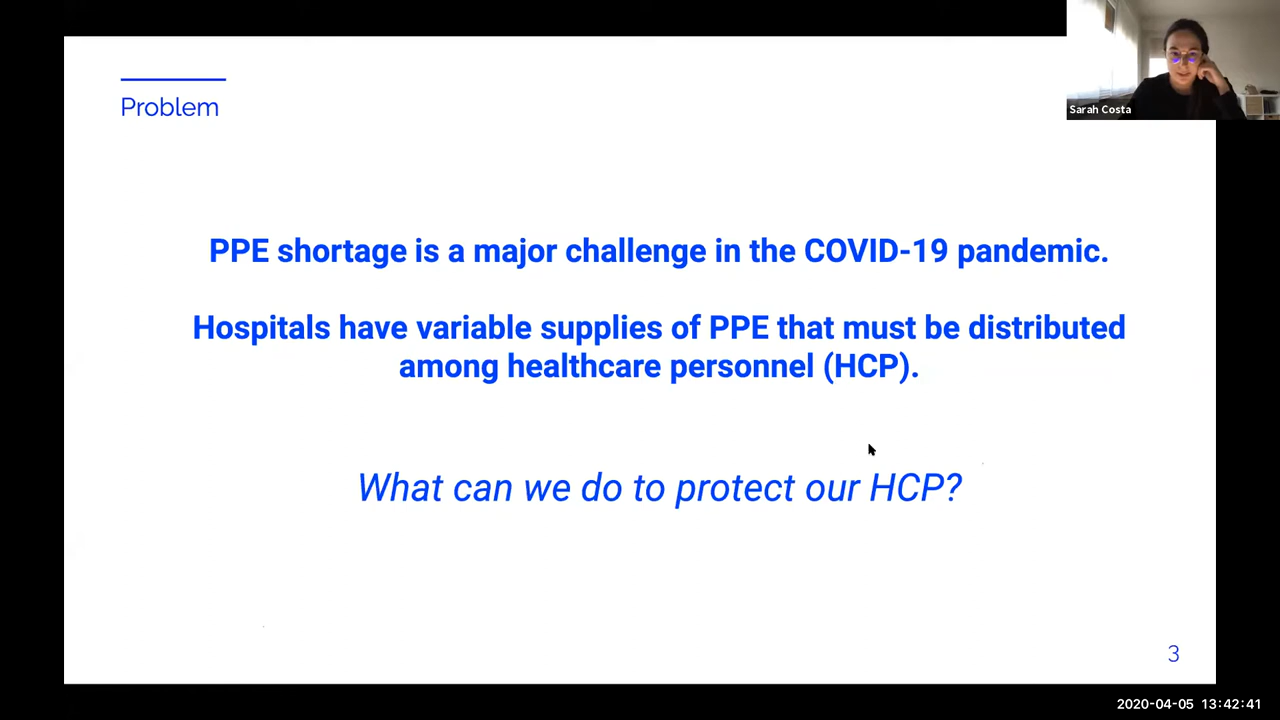 Sarah Costa
Problem
PPE shortage is a major challenge in the COVID-19 pandemic.
Hospitals have variable supplies of PPE that must be distributed
among healthcare personnel (HCP).
What can we do to protect our HCP?
3
2020-04-05 13:42:41